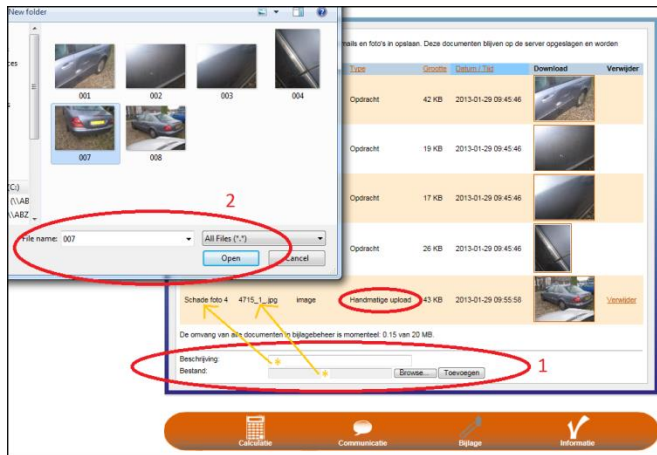 New folder
ces
s
001
002
003
004
007
008
(C:)
(\\AB
\\ABZ
2
File name:
007
All Files (*.*)
Open
Cancel
mails en foto's in opslaan. Deze documenten blijven op de server opgeslagen en worden
Type Grootte Datum / Tijd Download Verwijder
Opdracht 42 KB 2013-01-29 09:45:46
Opdracht 19 KB 2013-01-29 09:45:46
Opdracht 17 KB 2013-01-29 09:45:46
Opdracht 26 KB 2013-01-29 09:45:46
Schade foto 4 4715_1_.jpg image Handmatige upload 43 KB 2013-01-29 09:55:58 Verwijder
De omvang van alle documenten in bijlagebeheer is momenteel: 0.15 van 20 MB.
Beschrijving:
*
Bestand:
*
Browse... Toevoegen
1
Calculatie Communicatie Bijlage Informatie